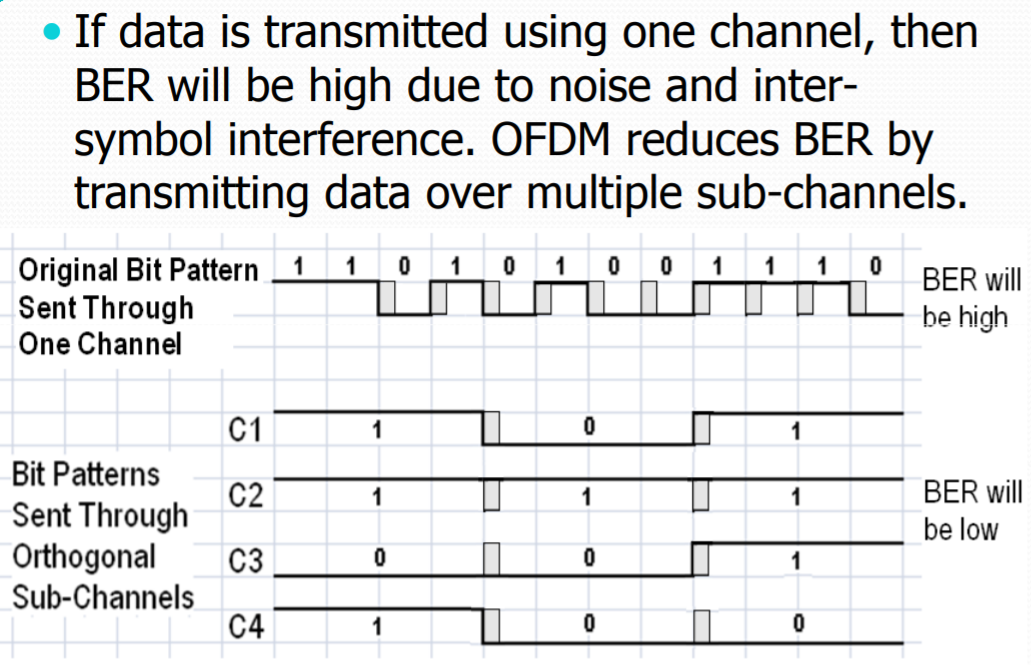 • If data is transmitted using one channel, then
BER will be high due to noise and inter-
symbol interference. OFDM reduces BER by
transmitting data over multiple sub-channels.
Original Bit Pattern 1 1 0 1 0 1 0 0 1 1 1 0
Sent Through
One Channel
BER will
be high
Bit Patterns
Sent Through
Orthogonal
Sub-Channels
C1 1 0 1
C2 1 1 1
C3 0 0 1
C4 1 0 0
BER will
be low